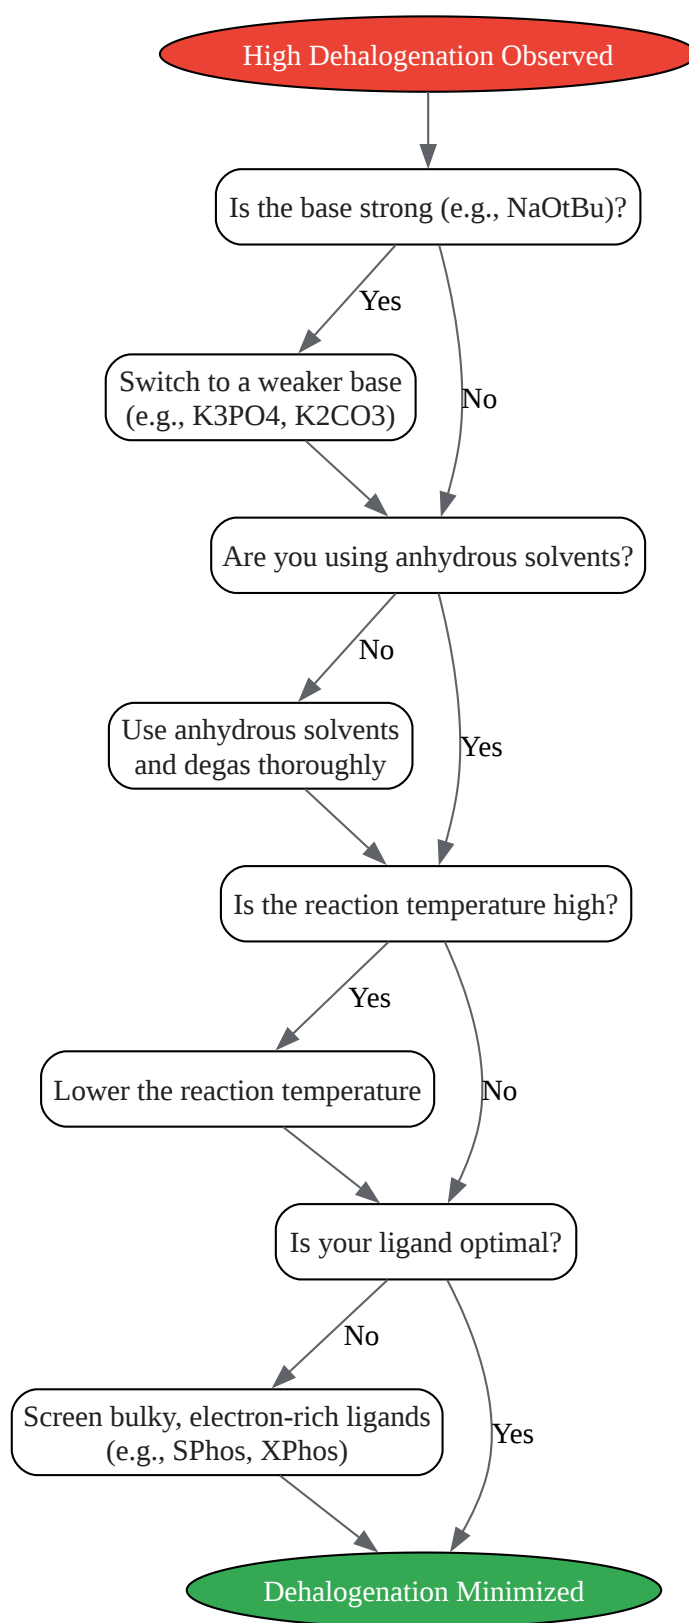 High Dehalogenation Observed
Is the base strong (e.g., NaOtBu)?
Yes
Switch to a weaker base
(e.g., K3PO4, K2CO3)
No
Are you using anhydrous solvents?
No
Use anhydrous solvents
and degas thoroughly
Yes
Is the reaction temperature high?
Yes
Lower the reaction temperature
No
Is your ligand optimal?
No
Screen bulky, electron-rich ligands
(e.g., SPhos, XPhos)
Yes
Dehalogenation Minimized